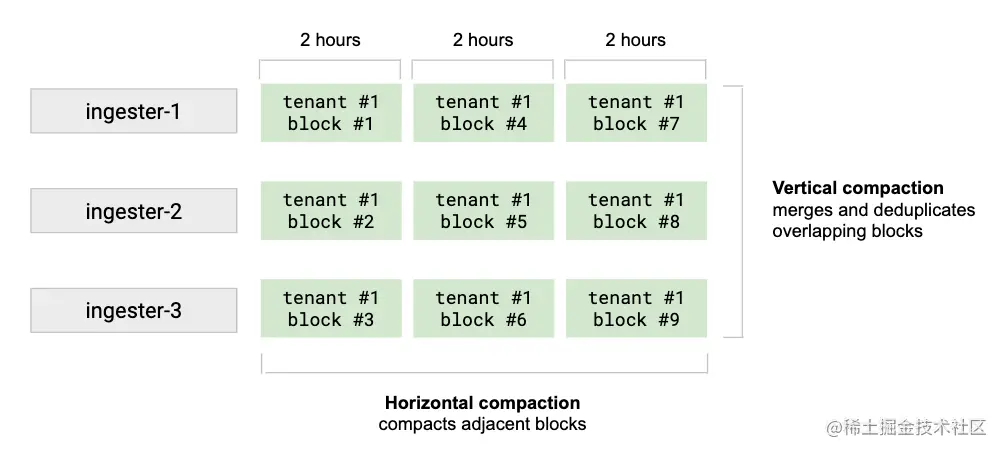 2 hours 2 hours 2 hours
ingester-1
tenant #1 tenant #1 tenant #1
block #1 block #4 block #7
ingester-2
tenant #1 tenant #1 tenant #1
block #2 block #5 block #8
Vertical compaction
merges and deduplicates
overlapping blocks
ingester-3
tenant #1 tenant #1 tenant #1
block #3 block #6 block #9
Horizontal compaction
compacts adjacent blocks
@稀土掘金技术社区